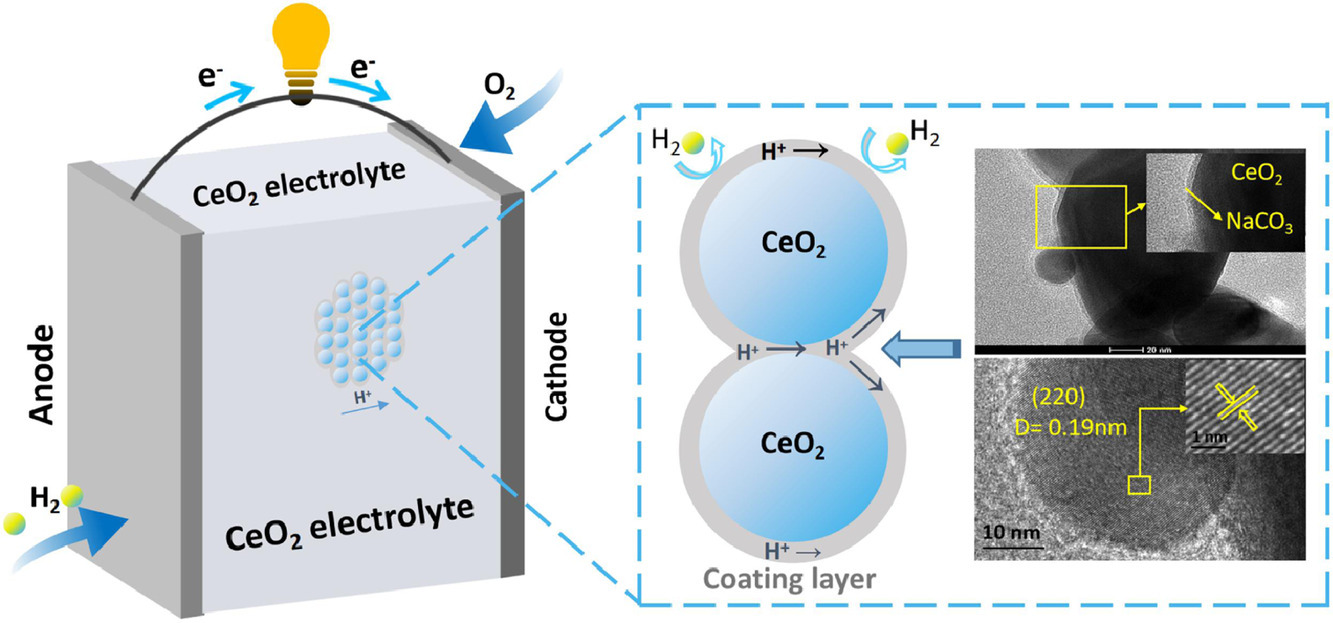 e⁻
e⁻
O₂
CeO₂ electrolyte
Anode
Cathode
H⁺
H₂
CeO₂ electrolyte
H₂
H₂
H⁺
CeO₂
H⁺
H⁺
CeO₂
H⁺
Coating layer
CeO₂
NaCO₃
20 nm
(220)
D= 0.19nm
1 nm
10 nm